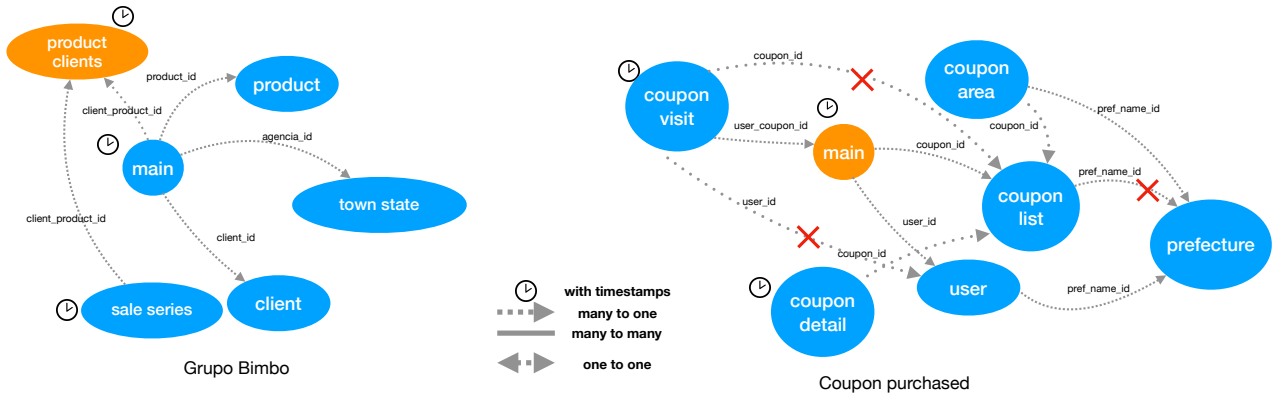 product
clients
product_id
product
client_product_id
agencia_id
main
town state
client_product_id
client_id
sale series
client
Grupo Bimbo
with timestamps
many to one
many to many
one to one
coupon_id
coupon
visit
coupon
area
pref_name_id
user_coupon_id
coupon_id
main
coupon_id
pref_name_id
coupon
list
user_id
user_id
prefecture
coupon_id
coupon
detail
user
pref_name_id
Coupon purchased